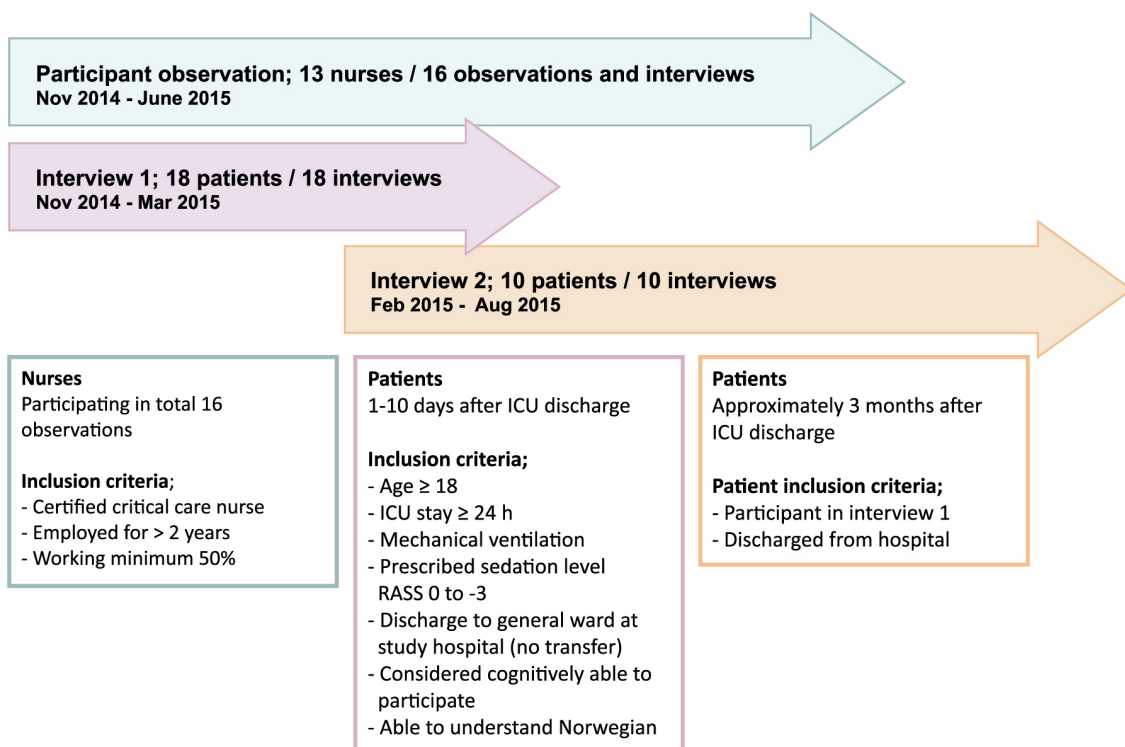 Participant observation; 13 nurses / 16 observations and interviews
Nov 2014 - June 2015
Interview 1; 18 patients / 18 interviews
Nov 2014 - Mar 2015
Interview 2; 10 patients / 10 interviews
Feb 2015 - Aug 2015
Nurses
Participating in total 16
observations
Inclusion criteria;
- Certified critical care nurse
- Employed for > 2 years
- Working minimum 50%
Patients
1-10 days after ICU discharge
Inclusion criteria;
- Age ≥ 18
- ICU stay ≥ 24 h
- Mechanical ventilation
- Prescribed sedation level
RASS 0 to -3
- Discharge to general ward at
study hospital (no transfer)
- Considered cognitively able to
participate
- Able to understand Norwegian
Patients
Approximately 3 months after
ICU discharge
Patient inclusion criteria;
- Participant in interview 1
- Discharged from hospital